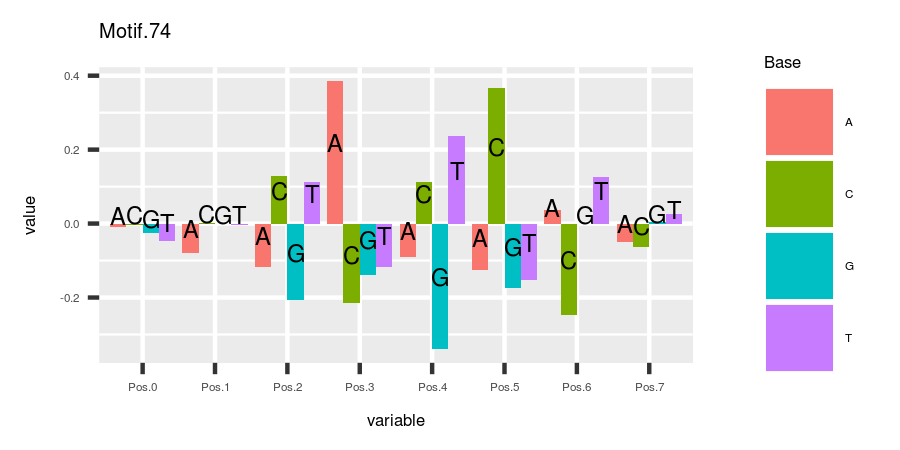 Motif.74
Base
0.4
0.2
0.0
-0.2
value
A C G T
A C G T
A C G T
A C G T
A C G T
A C G T
A C G T
A C G T
Pos.0 Pos.1 Pos.2 Pos.3 Pos.4 Pos.5 Pos.6 Pos.7
variable
A
C
G
T